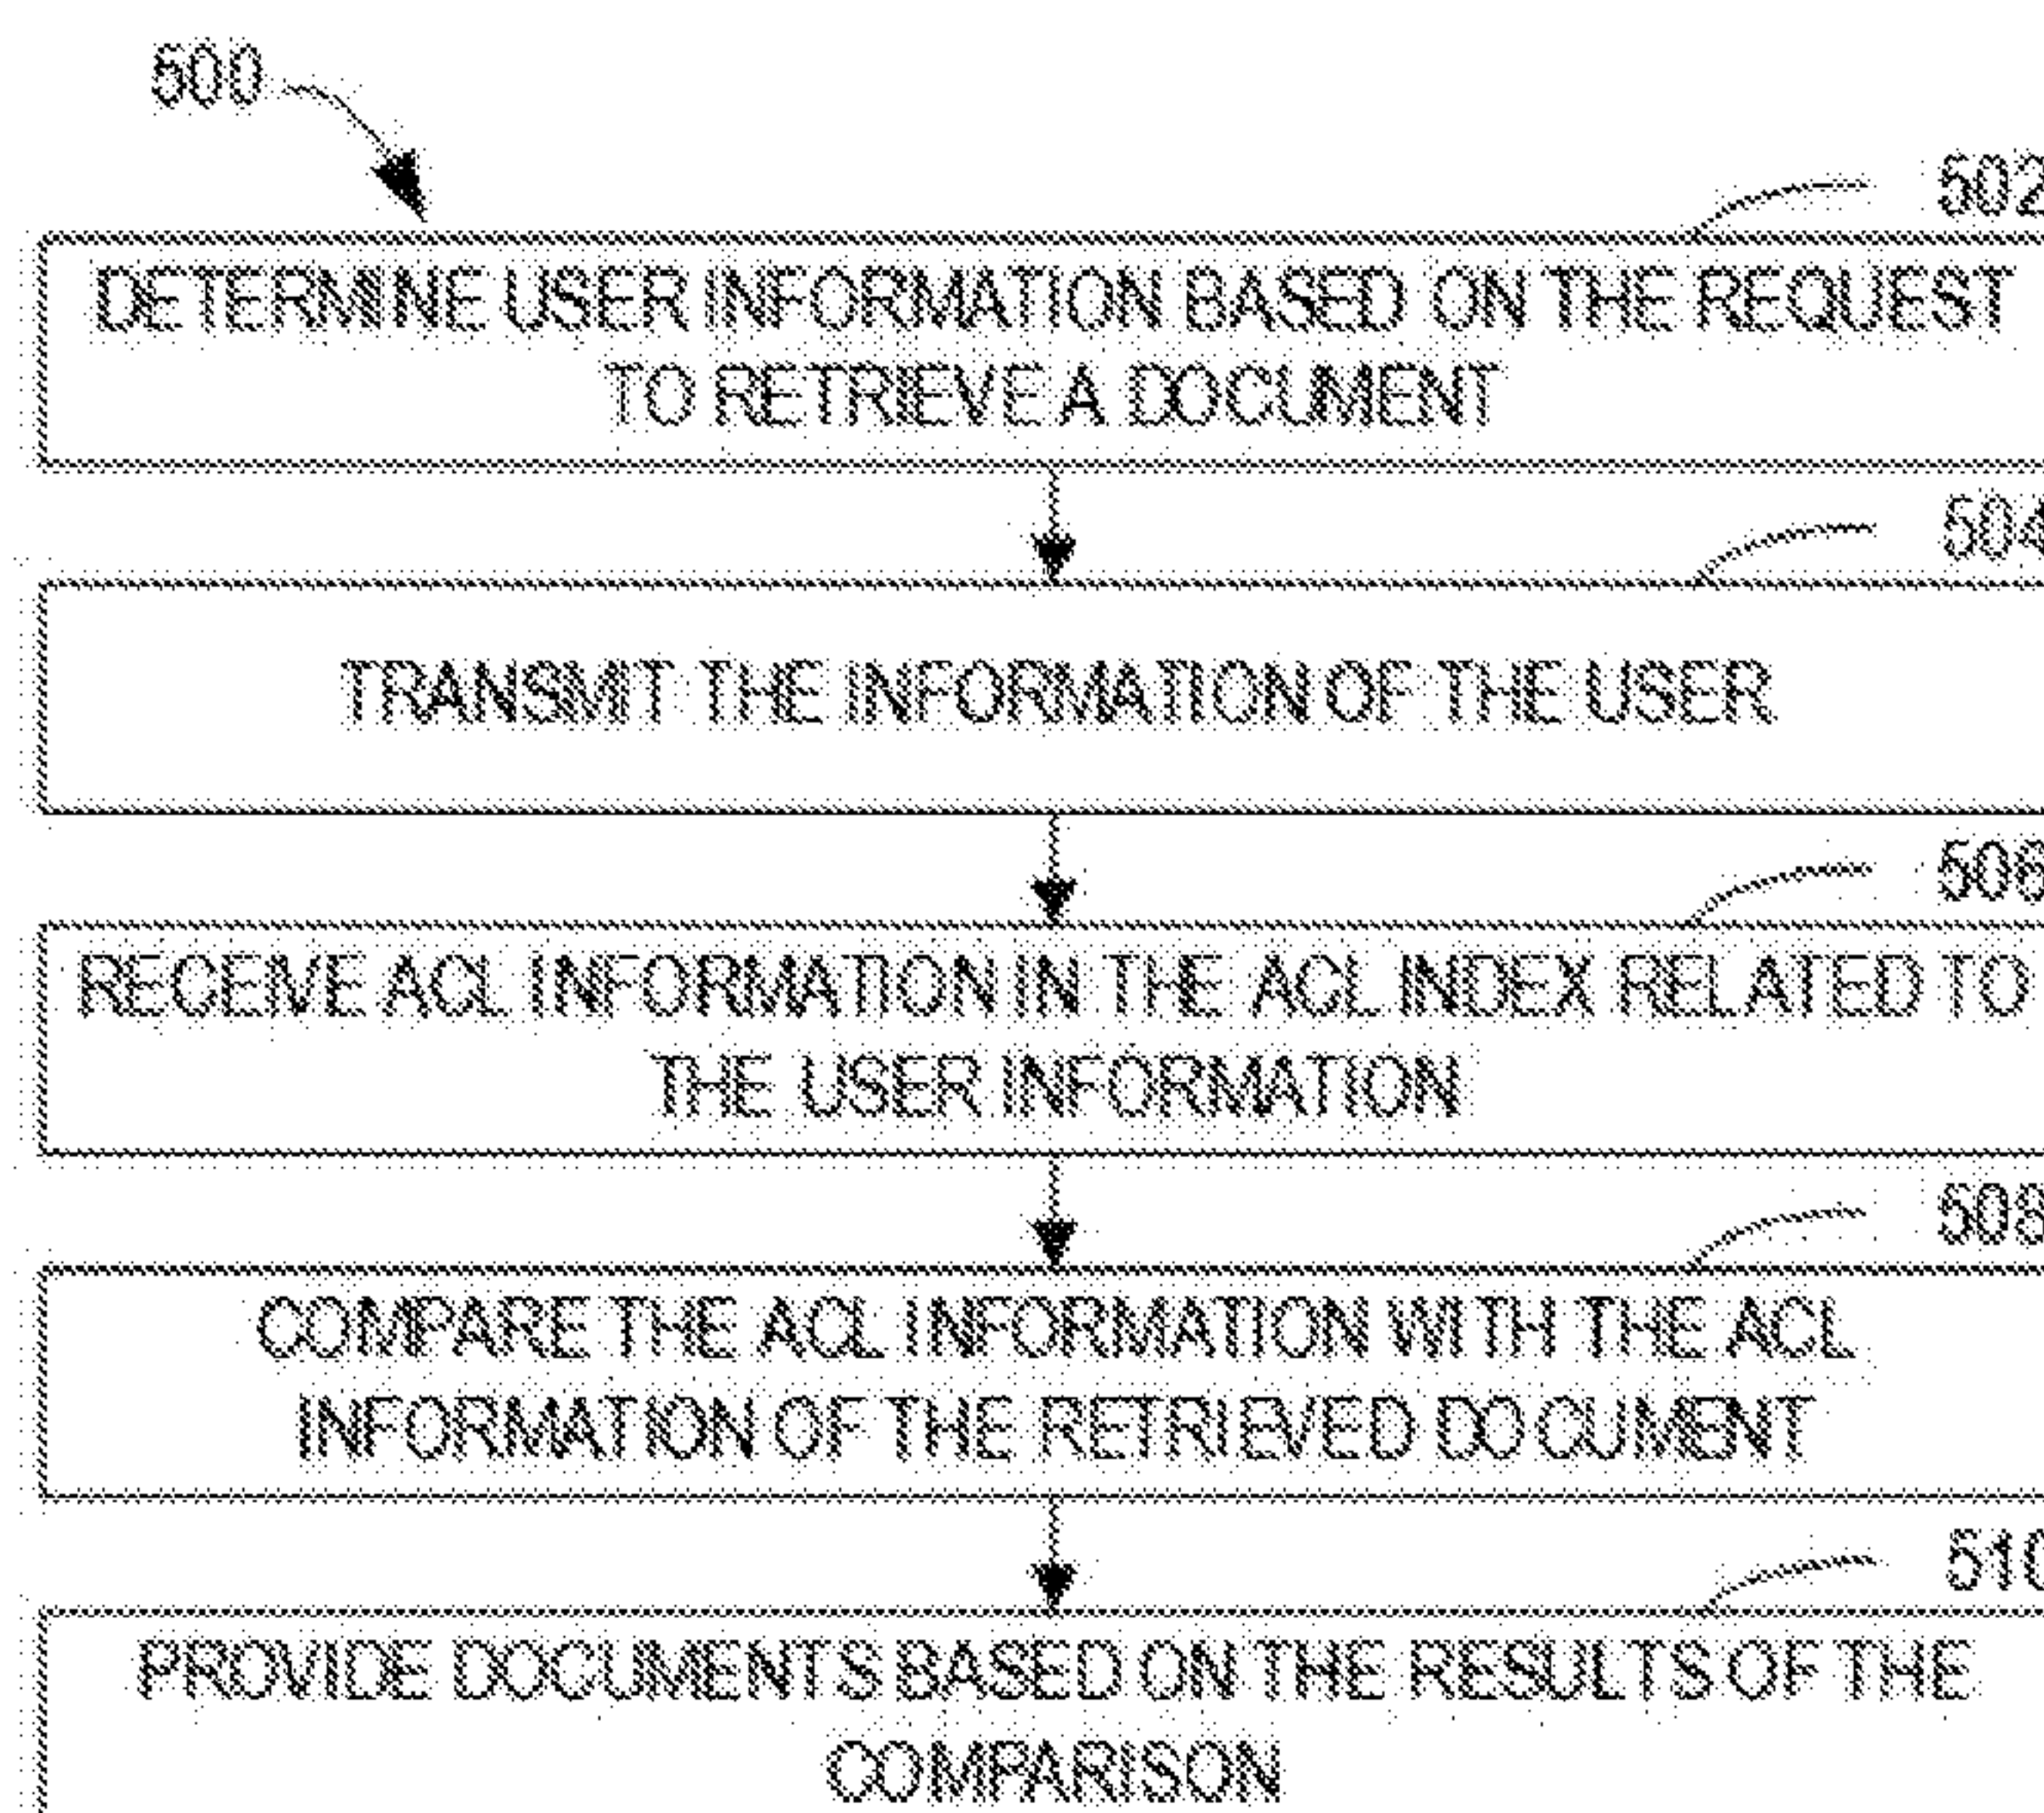 500
502
DETERMINE USER INFORMATION BASED ON THE REQUEST
TO RETRIEVE A DOCUMENT
504
TRANSMIT THE INFORMATION OF THE USER
506
RECEIVE ACL INFORMATION IN THE ACL INDEX RELATED TO
THE USER INFORMATION
508
COMPARE THE ACL INFORMATION WITH THE ACL
INFORMATION OF THE RETRIEVED DOCUMENT
510
PROVIDE DOCUMENTS BASED ON THE RESULTS OF THE
COMPARISON